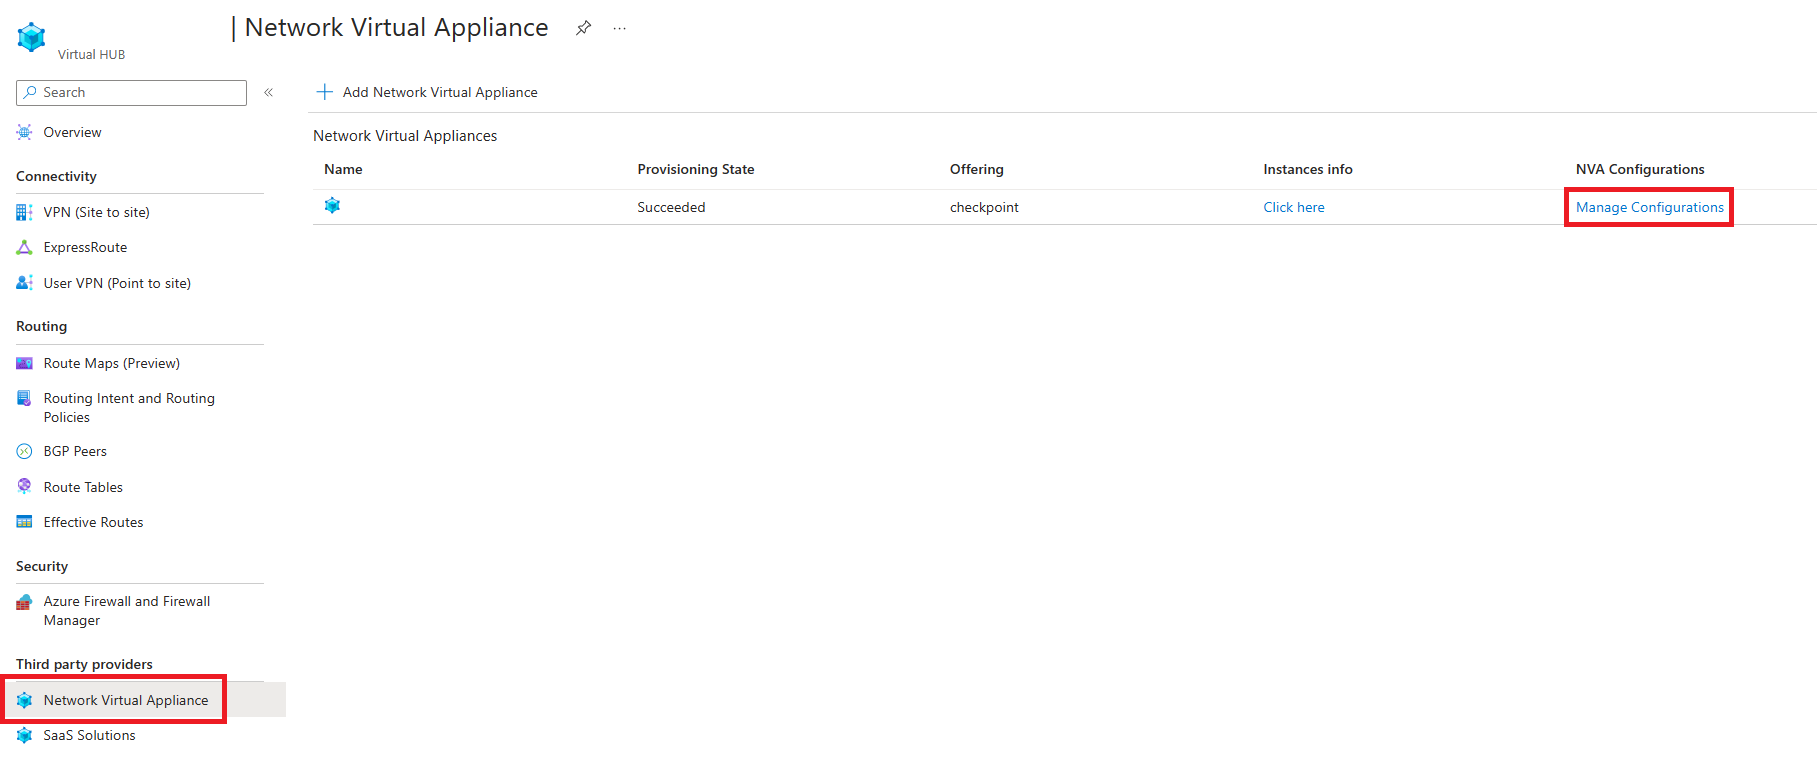 | Network Virtual Appliance ...
Virtual HUB
Search «
Overview
Connectivity
VPN (Site to site)
ExpressRoute
User VPN (Point to site)
Routing
Route Maps (Preview)
Routing Intent and Routing
Policies
BGP Peers
Route Tables
Effective Routes
Security
Azure Firewall and Firewall
Manager
Third party providers
Network Virtual Appliance
SaaS Solutions
+ Add Network Virtual Appliance
Network Virtual Appliances
Name Provisioning State Offering Instances info NVA Configurations
Succeeded checkpoint Click here Manage Configurations